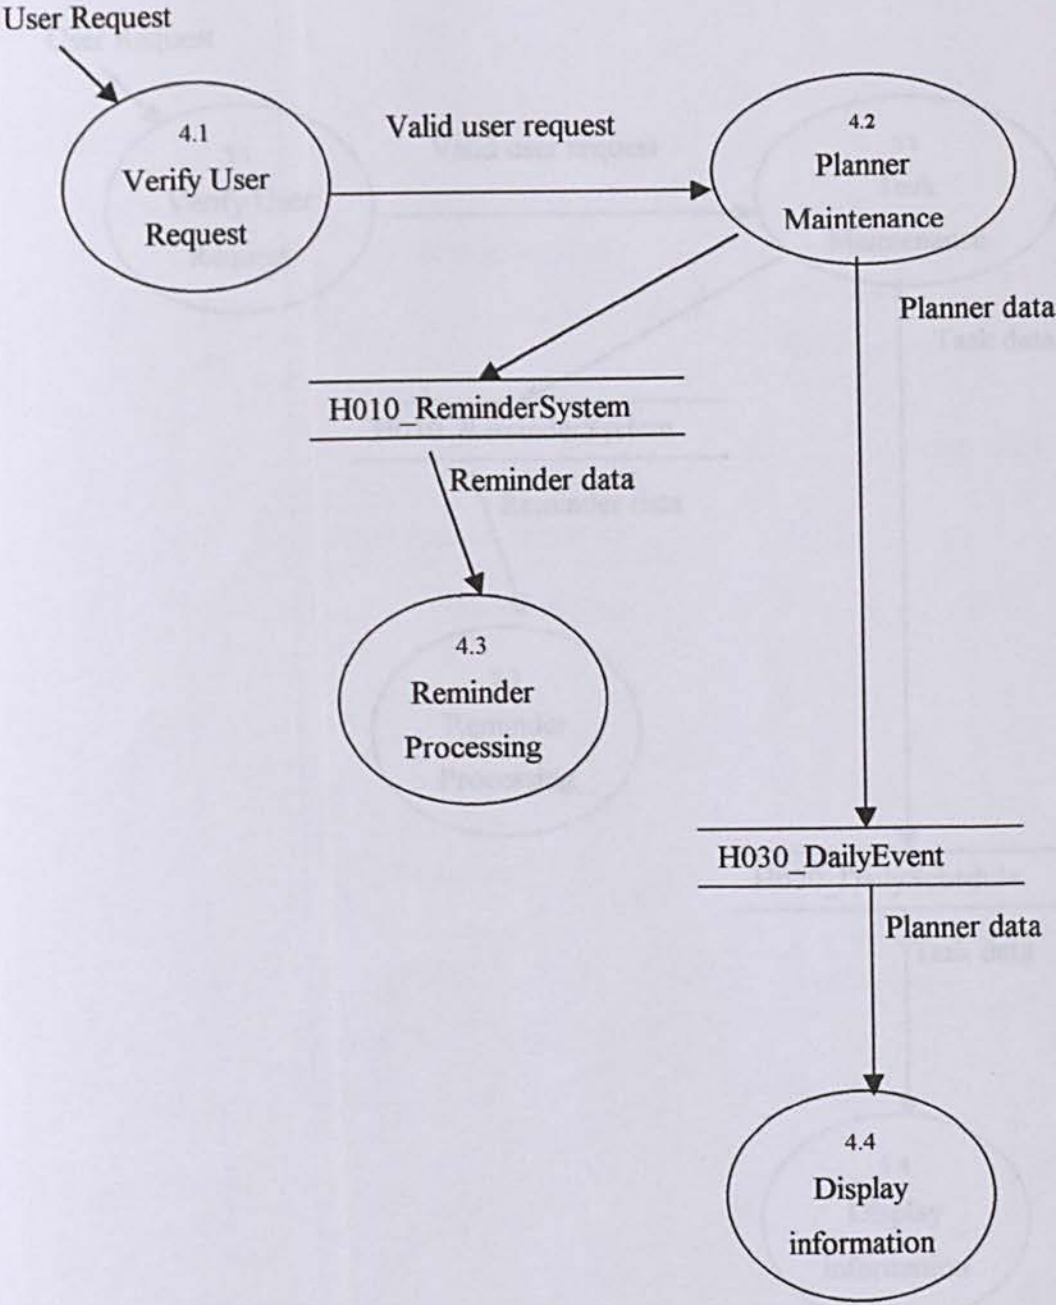 User Request
4.1
Verify User
Request
Valid user request
4.2
Planner
Maintenance
Planner data
H010_ReminderSystem
Reminder data
4.3
Reminder
Processing
H030_DailyEvent
Planner data
4.4
Display
information